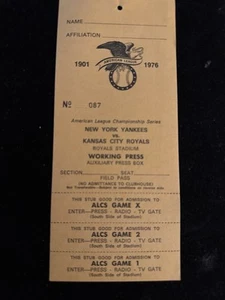 NAME
AFFILIATION
AMERICAN LEAGUE
1901 1976
No 087
American League Championship Series
NEW YORK YANKEES
vs.
KANSAS CITY ROYALS
ROYALS STADIUM
WORKING PRESS
AUXILIARY PRESS BOX
SECTION SEAT
FIELD PASS
(NO ADMITTANCE TO CLUBHOUSE)
THIS STUB GOOD FOR ADMISSION TO
ALCS GAME X
ENTER—PRESS - RADIO - TV GATE
(South Side of Stadium)
THIS STUB GOOD FOR ADMISSION TO
ALCS GAME 2
ENTER—PRESS - RADIO - TV GATE
(South Side of Stadium)
THIS STUB GOOD FOR ADMISSION TO
ALCS GAME 1
ENTER—PRESS - RADIO - TV GATE
(South Side of Stadium)